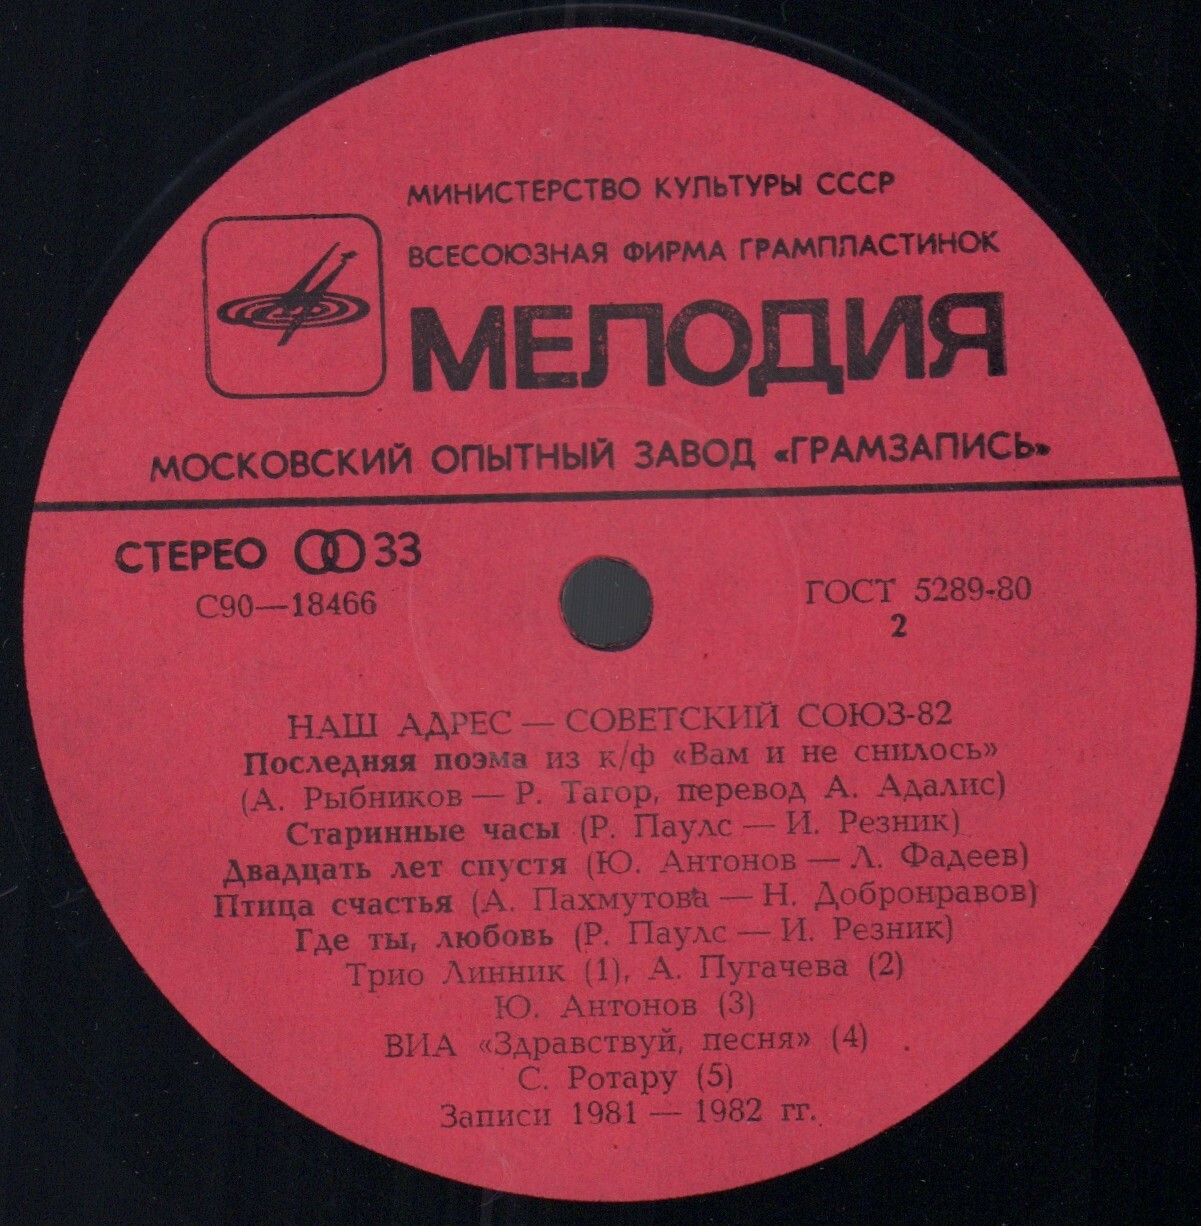 МИНИСТЕРСТВО КУЛЬТУРЫ СССР
ВСЕСОЮЗНАЯ ФИРМА ГРАМПЛАСТИНОК
МЕЛОДИЯ
МОСКОВСКИЙ ОПЫТНЫЙ ЗАВОД «ГРАМЗАПИСЬ»
СТЕРЕО 33
С90—18466
ГОСТ 5289-80
2
НАШ АДРЕС — СОВЕТСКИЙ СОЮЗ-82
Последняя поэма из к/ф «Вам и не снилось»
(А. Рыбников — Р. Тагор, перевод А. Адалис)
Старинные часы (Р. Паулс — И. Резник)
Двадцать лет спустя (Ю. Антонов — Л. Фадеев)
Птица счастья (А. Пахмутова — Н. Добронравов)
Где ты, любовь (Р. Паулс — И. Резник)
Трио Линник (1), А. Пугачева (2)
Ю. Антонов (3)
ВИА «Здравствуй, песня» (4)
С. Ротару (5)
Записи 1981 — 1982 гг.